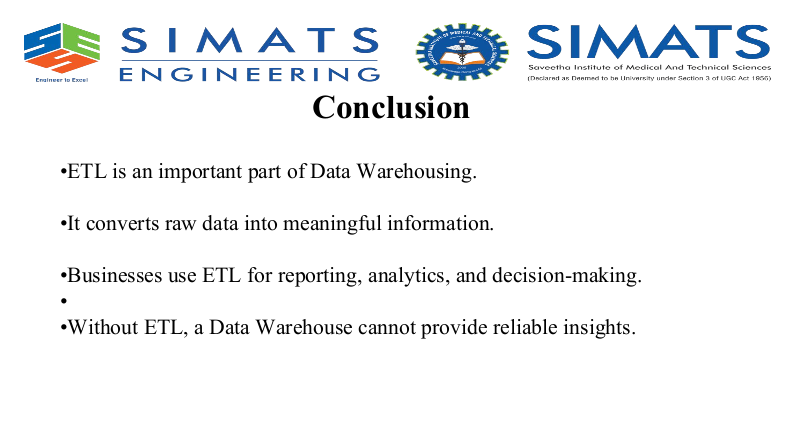 SIMATS
ENGINEERING
Engineer to Excel
SIMATS
Saveetha Institute of Medical And Technical Sciences
(Declared as Deemed to be University under Section 3 of UGC Act 1956)
Conclusion
•ETL is an important part of Data Warehousing.
•It converts raw data into meaningful information.
•Businesses use ETL for reporting, analytics, and decision-making.
•
•Without ETL, a Data Warehouse cannot provide reliable insights.